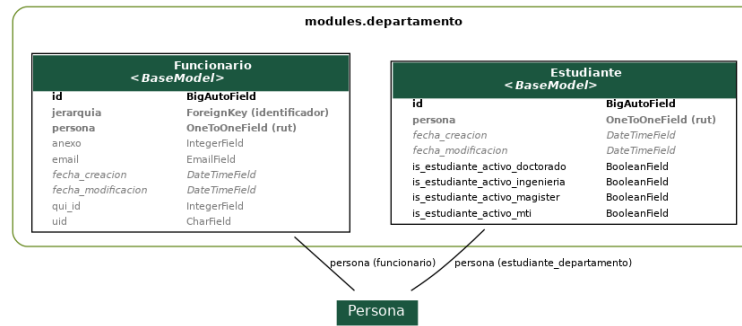 modules.departamento
Funcionario
<BaseModel>
id BigAutoField
jerarquia ForeignKey (identificador)
persona OneToOneField (rut)
anexo IntegerField
email EmailField
fecha_creacion DateTimeField
fecha_modificacion DateTimeField
qui_id IntegerField
uid CharField
Estudiante
<BaseModel>
id BigAutoField
persona OneToOneField (rut)
fecha_creacion DateTimeField
fecha_modificacion DateTimeField
is_estudiante_activo_doctorado BooleanField
is_estudiante_activo_ingenieria BooleanField
is_estudiante_activo_magister BooleanField
is_estudiante_activo_mti BooleanField
persona (funcionario)
persona (estudiante_departamento)
Persona